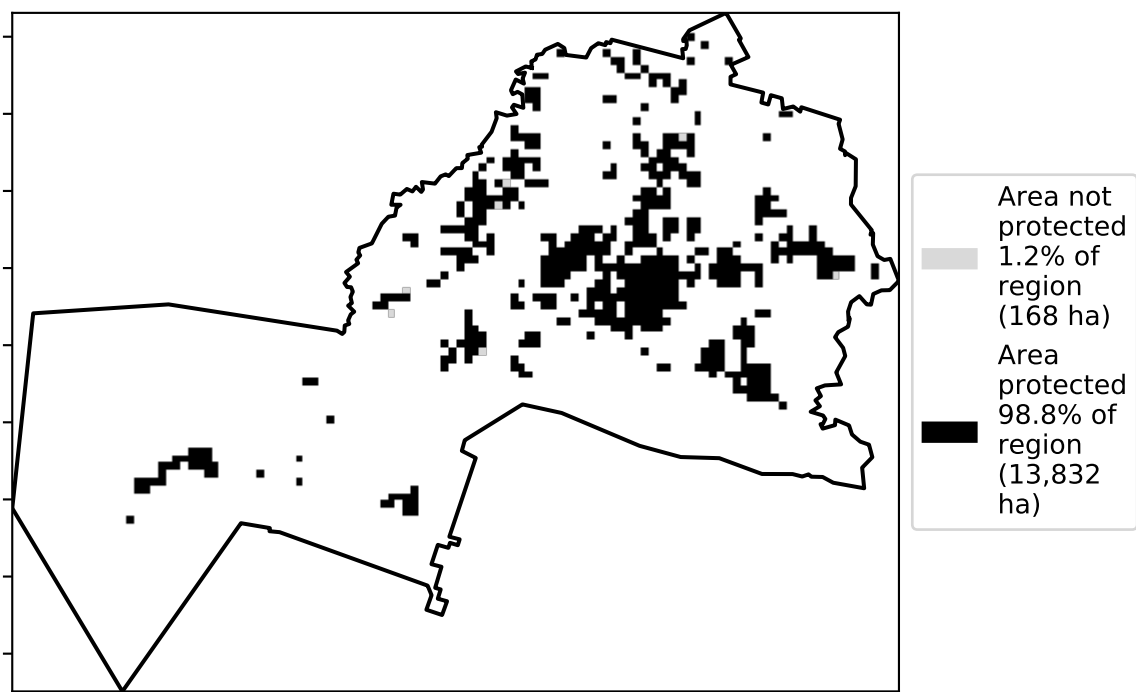 Area not
protected
1.2% of
region
(168 ha)
Area
protected
98.8% of
region
(13,832
ha)